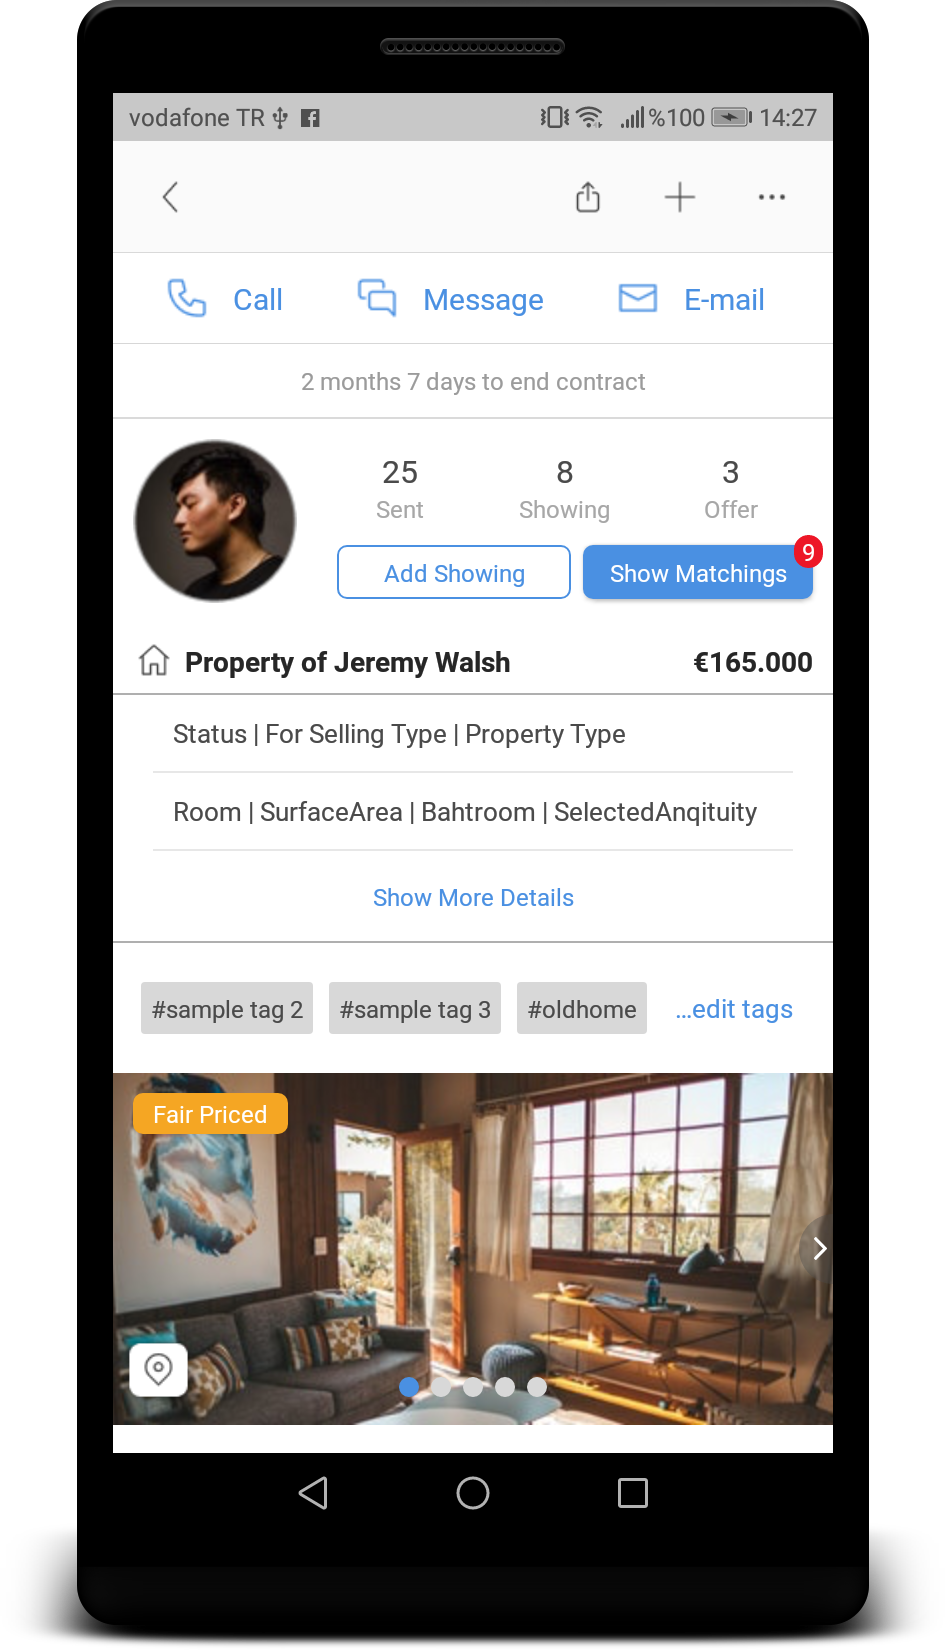 vodafone TR %100 14:27
Call Message E-mail
2 months 7 days to end contract
25 8 3
Sent Showing Offer
9
Add Showing Show Matchings
Property of Jeremy Walsh €165.000
Status | For Selling Type | Property Type
Room | SurfaceArea | Bahtroom | SelectedAnqituity
Show More Details
#sample tag 2 #sample tag 3 #oldhome ...edit tags
Fair Priced